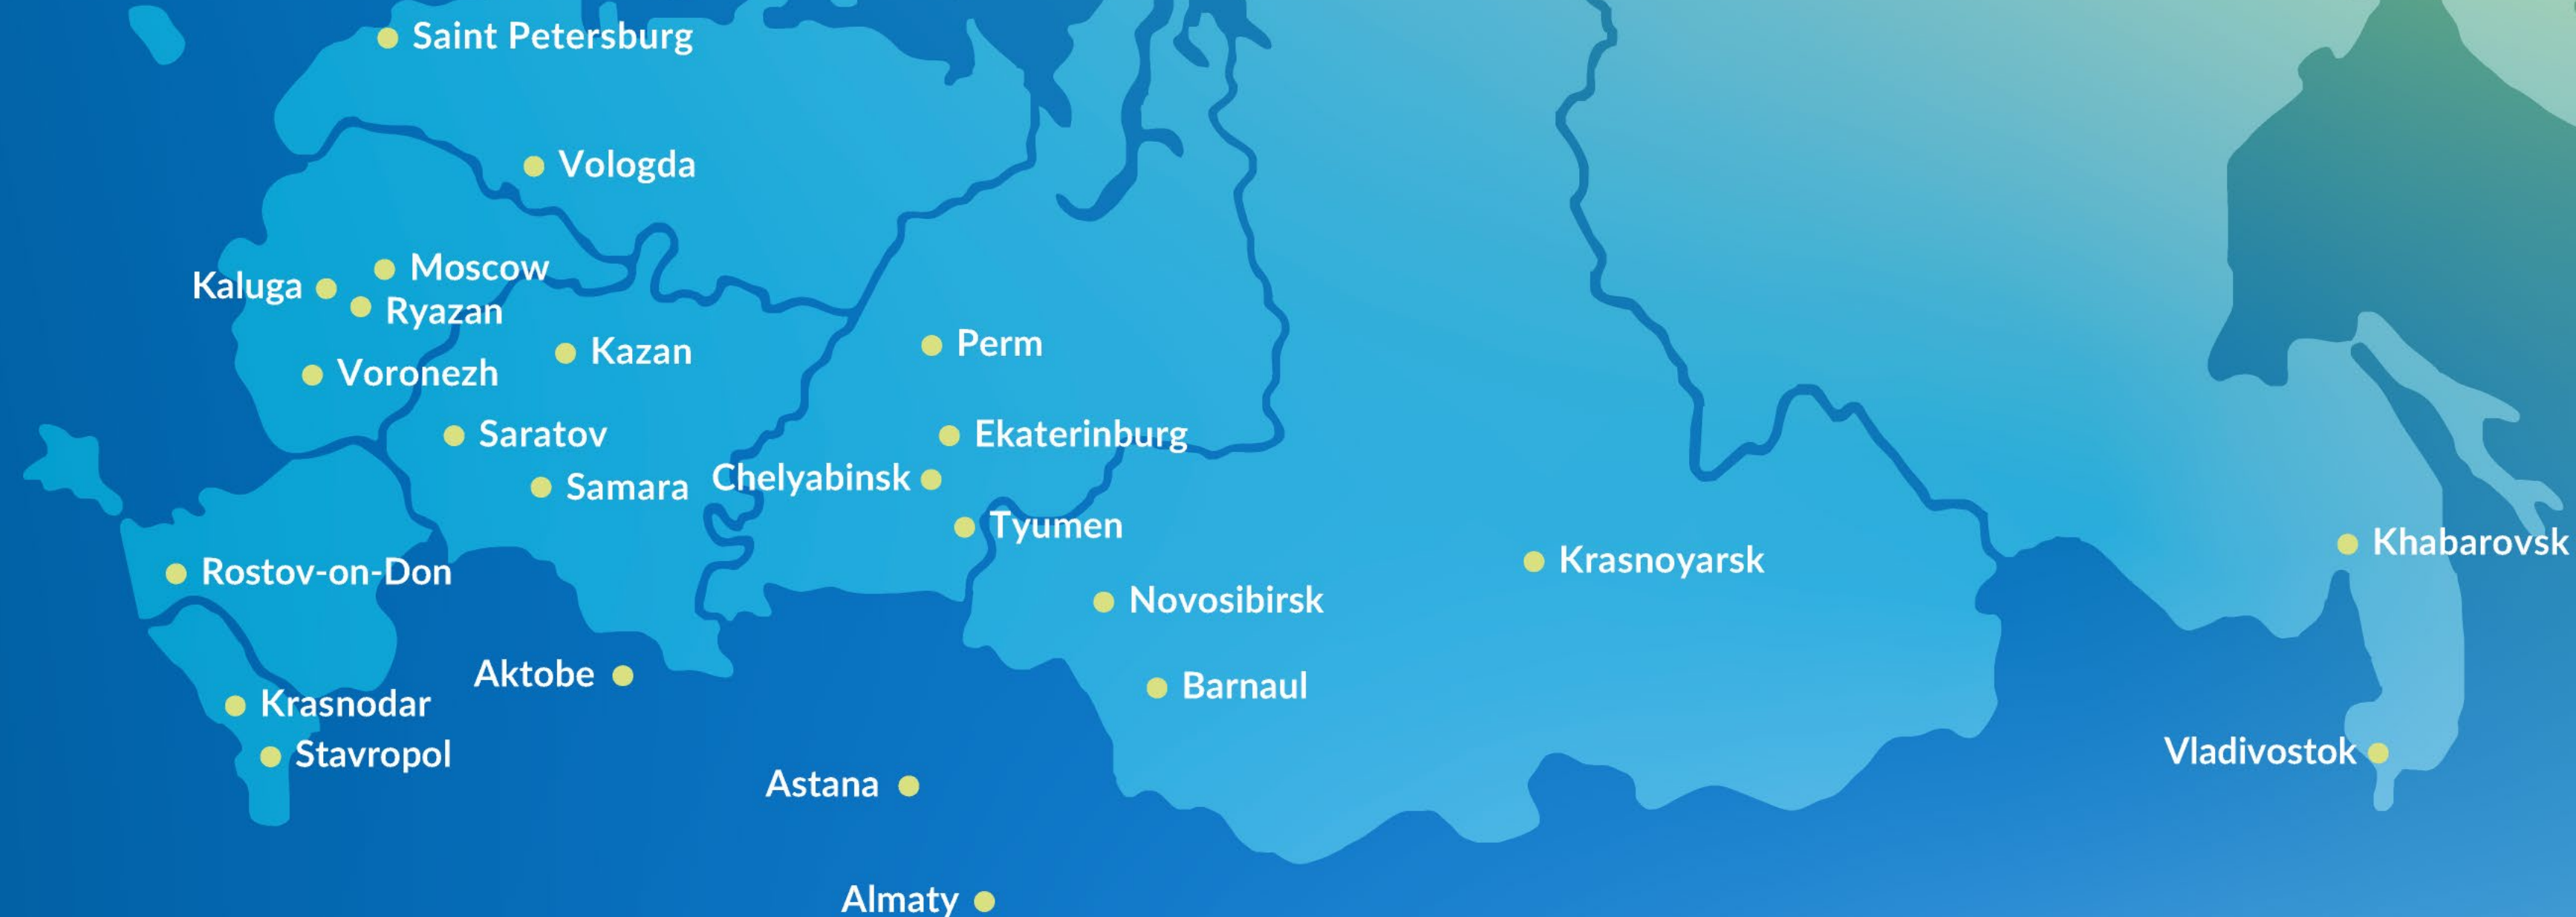 Saint Petersburg
Vologda
Moscow
Kaluga
Ryazan
Perm
Kazan
Voronezh
Saratov
Ekaterinburg
Chelyabinsk
Samara
Tyumen
Khabarovsk
Krasnoyarsk
Rostov-on-Don
Novosibirsk
Aktobe
Barnaul
Krasnodar
Vladivostok
Stavropol
Astana
Almaty